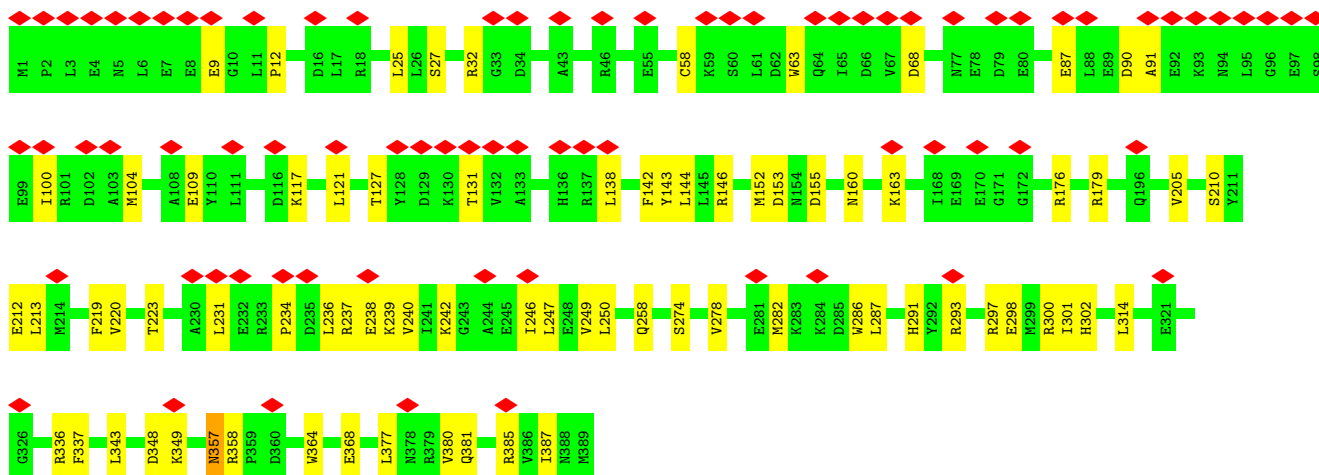 M1 P2 L3 E4 N5 L6 E7 E8 E9 G10 L11 P12 D16 L17 R18 L25 L26 S27 R32 G33 D34 A43 R46 E55 C58 K59 S60 L61 D62 W63 Q64 I65 D66 V67 D68 N77 E78 D79 E80 E87 L88 E89 D90 A91 E92 K93 N94 L95 G96 E97 S98
E99 I100 R101 D102 A103 M104 A108 E109 Y110 L111 D116 K117 L121 T127 Y128 D129 K130 T131 V132 A133 H136 R137 L138 F142 Y143 L144 L145 R146 M152 D153 N154 D155 N160 K163 I168 E169 E170 G171 G172 R176 R179 Q196 V205 S210 Y211
E212 L213 M214 F219 V220 T223 A230 L231 E232 R233 P234 D235 L236 R237 E238 K239 V240 I241 K242 G243 A244 E245 I246 L247 E248 V249 L250 Q258 S274 V278 E281 M282 K283 K284 D285 W286 L287 H291 Y292 R293 R297 E298 M299 R300 I301 H302 L314 E321
G326 R336 F337 L343 D348 K349 N357 R358 P359 D360 W364 E368 L377 N378 R379 V380 Q381 R385 V386 I387 N388 M389